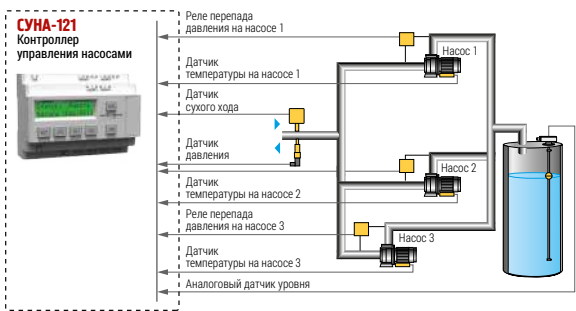 СУНА-121
Контроллер
управления насосами
Реле перепада
давления на насосе 1
Датчик
температуры на насосе 1
Датчик
сухого хода
Датчик
давления
Датчик
температуры на насосе 2
Реле перепада
давления на насосе 3
Датчик
температуры на насосе 3
Аналоговый датчик уровня
Насос 1
Насос 2
Насос 3